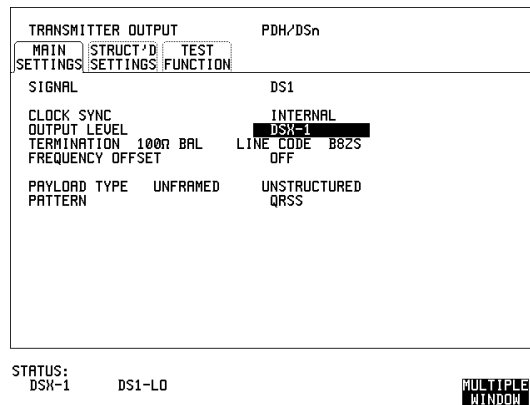 TRANSMITTER OUTPUT PDH/DSn
MAIN SETTINGS STRUCT'D SETTINGS TEST FUNCTION
SIGNAL DS1
CLOCK SYNC INTERNAL
OUTPUT LEVEL DSX-1
TERMINATION 100Ω BAL LINE CODE B8ZS
FREQUENCY OFFSET OFF
PAYLOAD TYPE UNFRAMED UNSTRUCTURED
PATTERN QRSS
STATUS:
DSX-1 DS1-LO
MULTIPLE
WINDOW